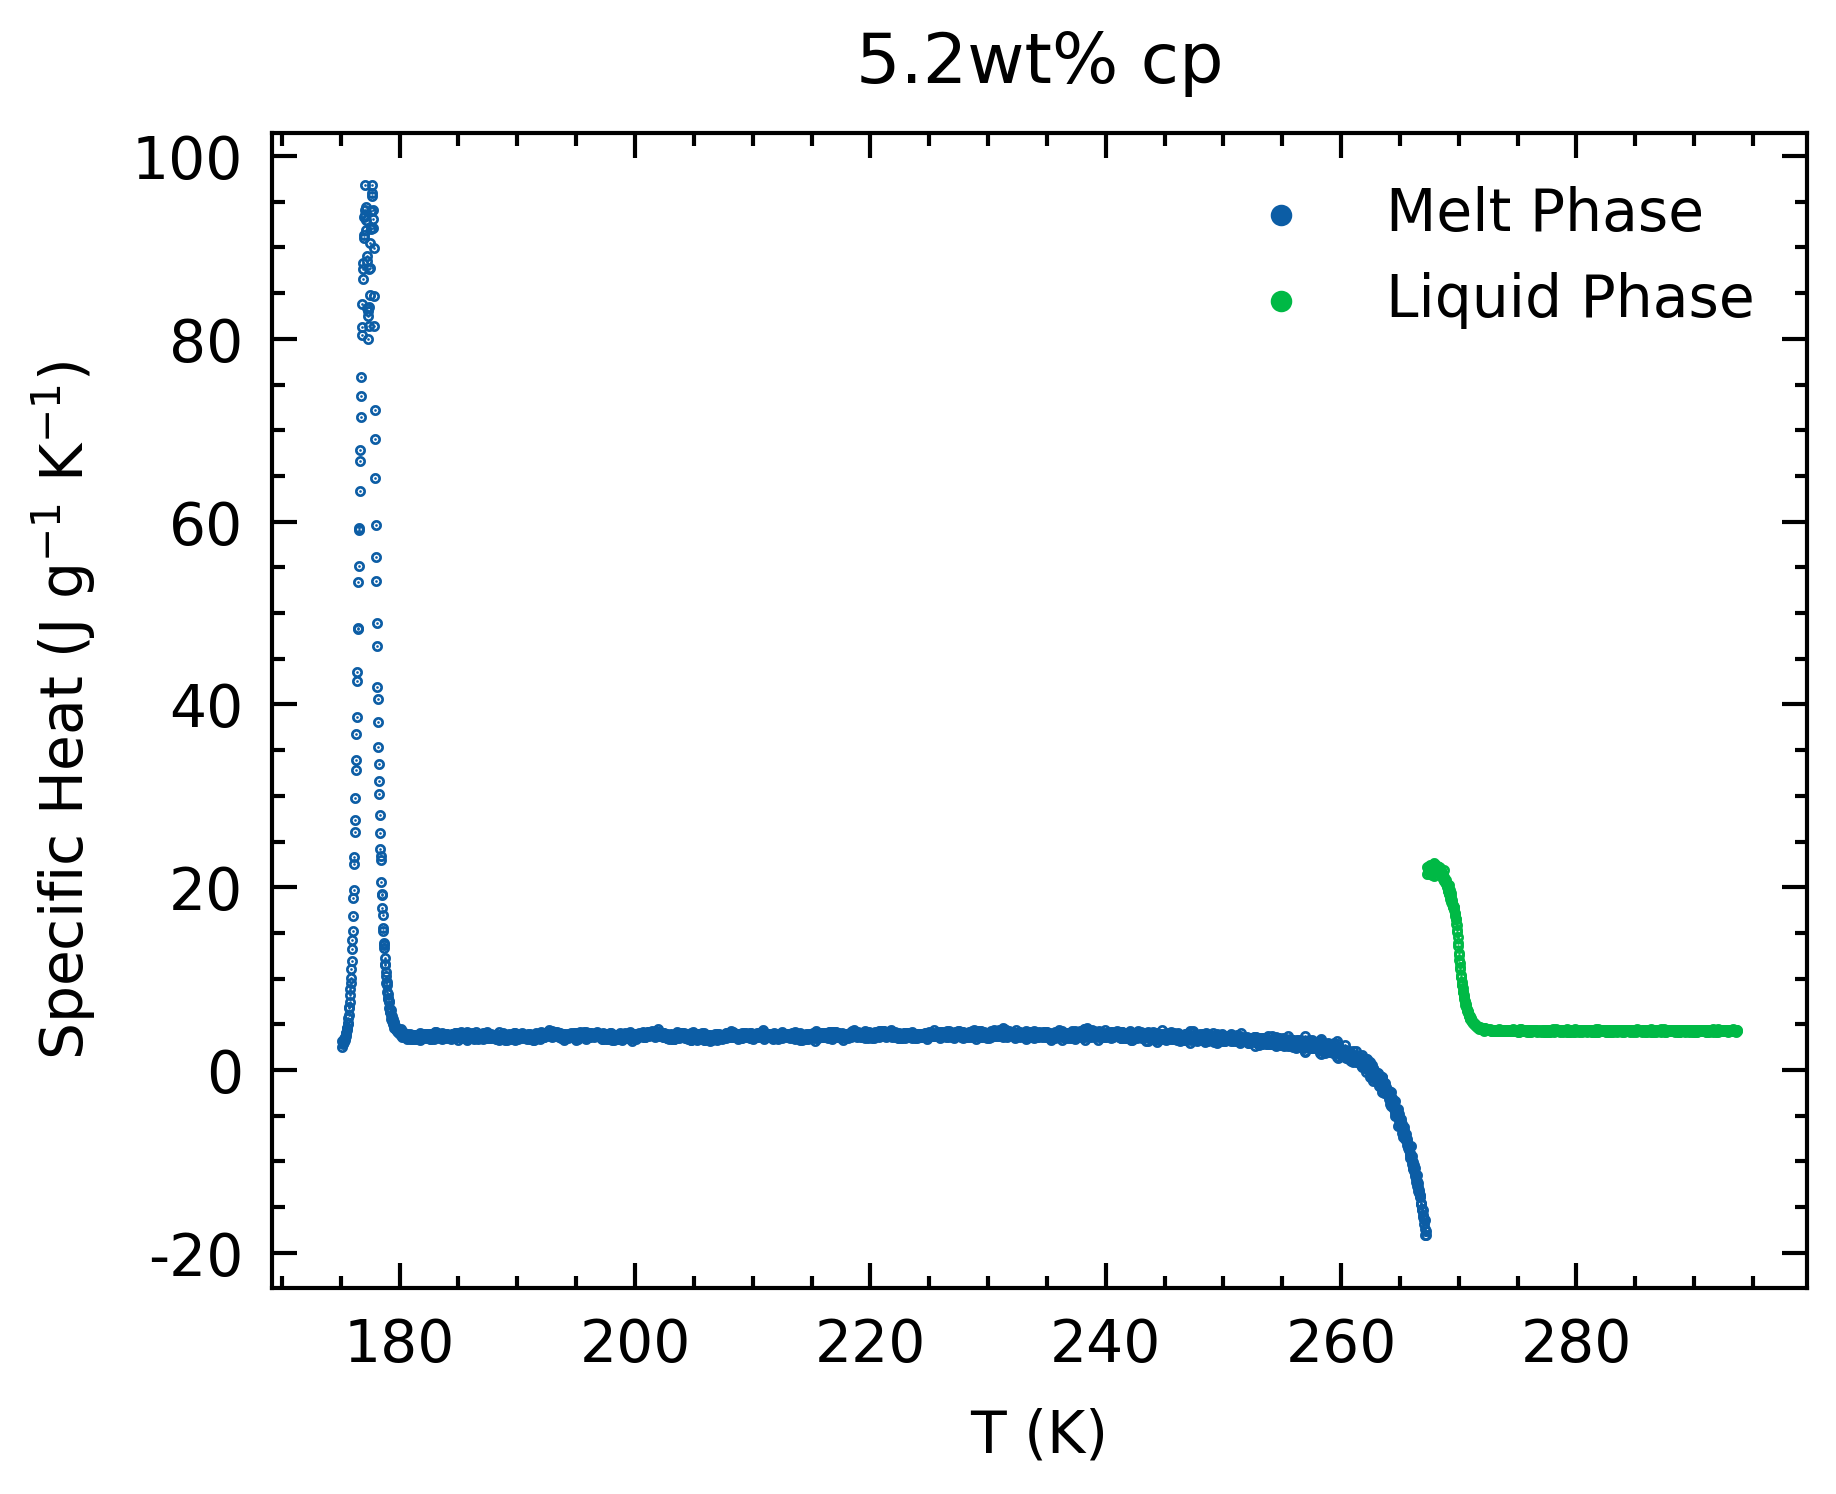 5.2wt% cp
Melt Phase
Liquid Phase
Specific Heat (J g⁻¹ K⁻¹)
100
80
60
40
20
0
-20
180 200 220 240 260 280
T (K)